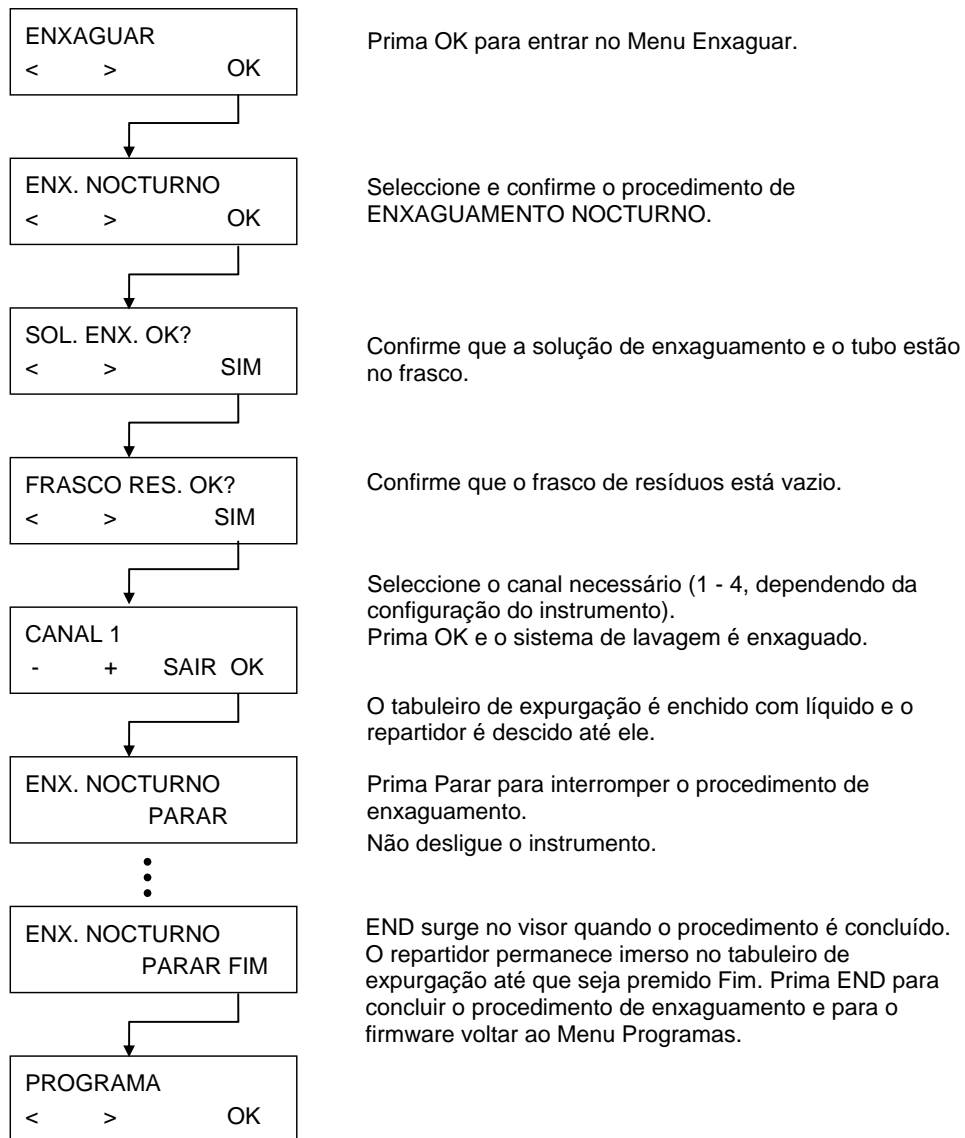 ENXAGUAR
< > OK
Prima OK para entrar no Menu Enxaguar.
ENX. NOCTURNO
< > OK
Seleccione e confirme o procedimento de
ENXAGUAMENTO NOCTURNO.
SOL. ENX. OK?
< > SIM
Confirme que a solução de enxaguamento e o tubo estão
no frasco.
FRASCO RES. OK?
< > SIM
Confirme que o frasco de resíduos está vazio.
CANAL 1
- + SAIR OK
Seleccione o canal necessário (1 - 4, dependendo da
configuração do instrumento).
Prima OK e o sistema de lavagem é enxaguado.
O tabuleiro de expurgação é enchido com líquido e o
repartidor é descido até ele.
ENX. NOCTURNO
PARAR
Prima Parar para interromper o procedimento de
enxaguamento.
Não desligue o instrumento.
ENX. NOCTURNO
PARAR FIM
END surge no visor quando o procedimento é concluído.
O repartidor permanece imerso no tabuleiro de
expurgação até que seja premido Fim. Prima END para
concluir o procedimento de enxaguamento e para o
firmware voltar ao Menu Programas.
PROGRAMA
< > OK